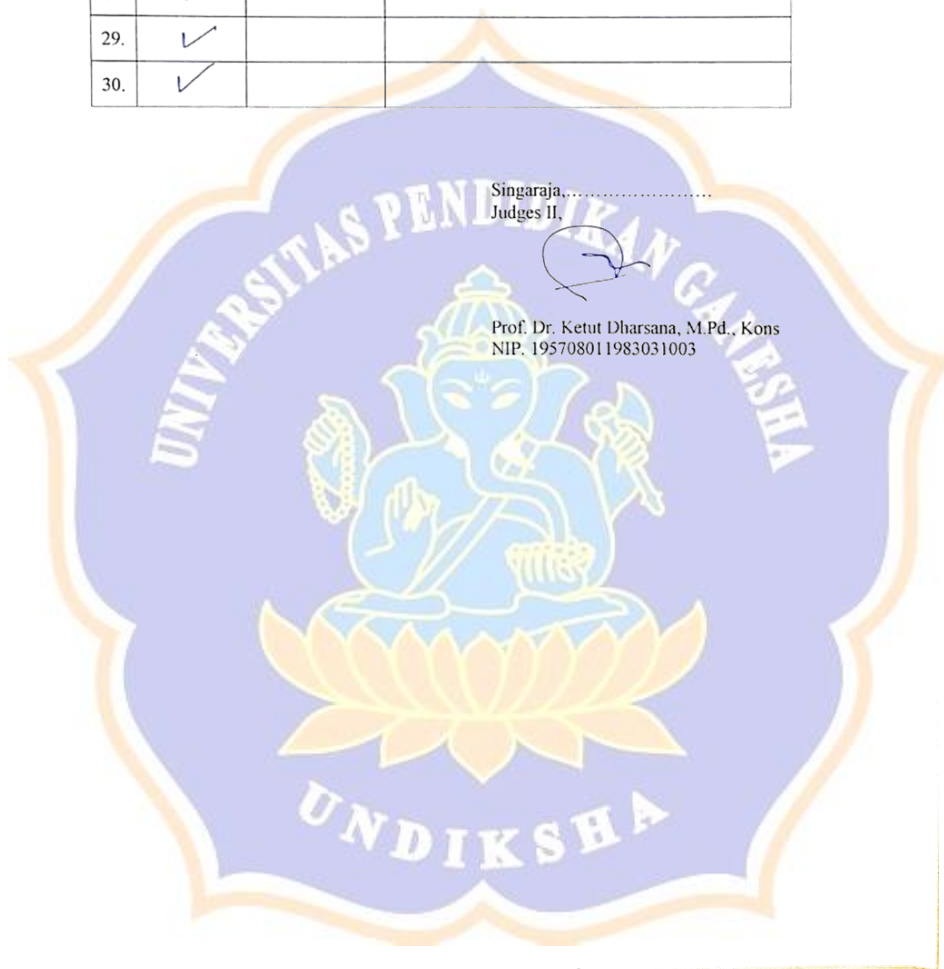 29. ✓
30. ✓
Singaraja,......................
Judges II,
Prof. Dr. Ketut Dharsana, M.Pd., Kons
NIP. 195708011983031003
UNIVERSITAS PENDIDIKAN GANESHA
UNDIKSHA